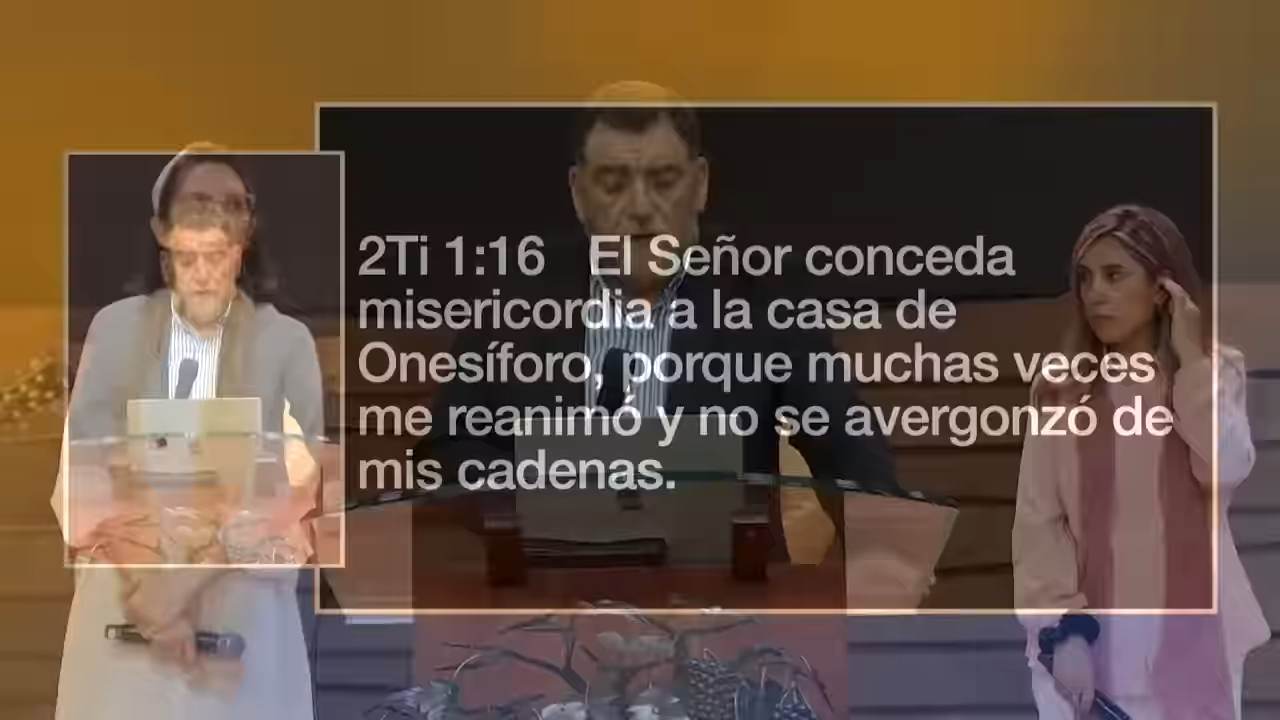 2Ti 1:16 El Señor conceda
misericordia a la casa de
Onesíforo, porque muchas veces
me reanimó y no se avergonzó de
mis cadenas.